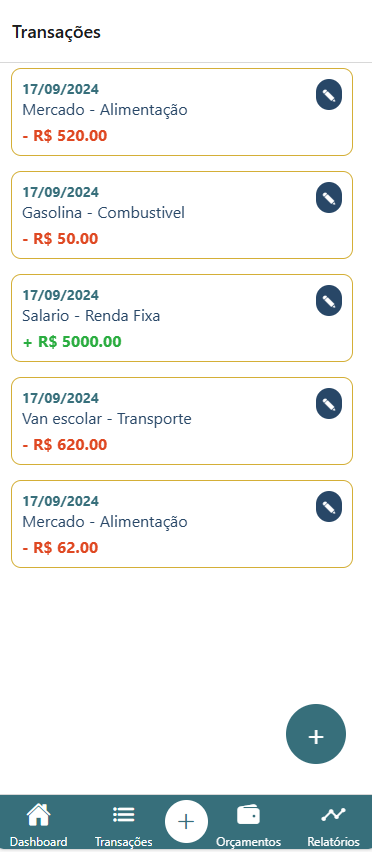 Transações
17/09/2024
Mercado - Alimentação
- R$ 520.00
17/09/2024
Gasolina - Combustivel
- R$ 50.00
17/09/2024
Salario - Renda Fixa
+ R$ 5000.00
17/09/2024
Van escolar - Transporte
- R$ 620.00
17/09/2024
Mercado - Alimentação
- R$ 62.00
+
+
Dashboard
Transações
Orçamentos
Relatórios